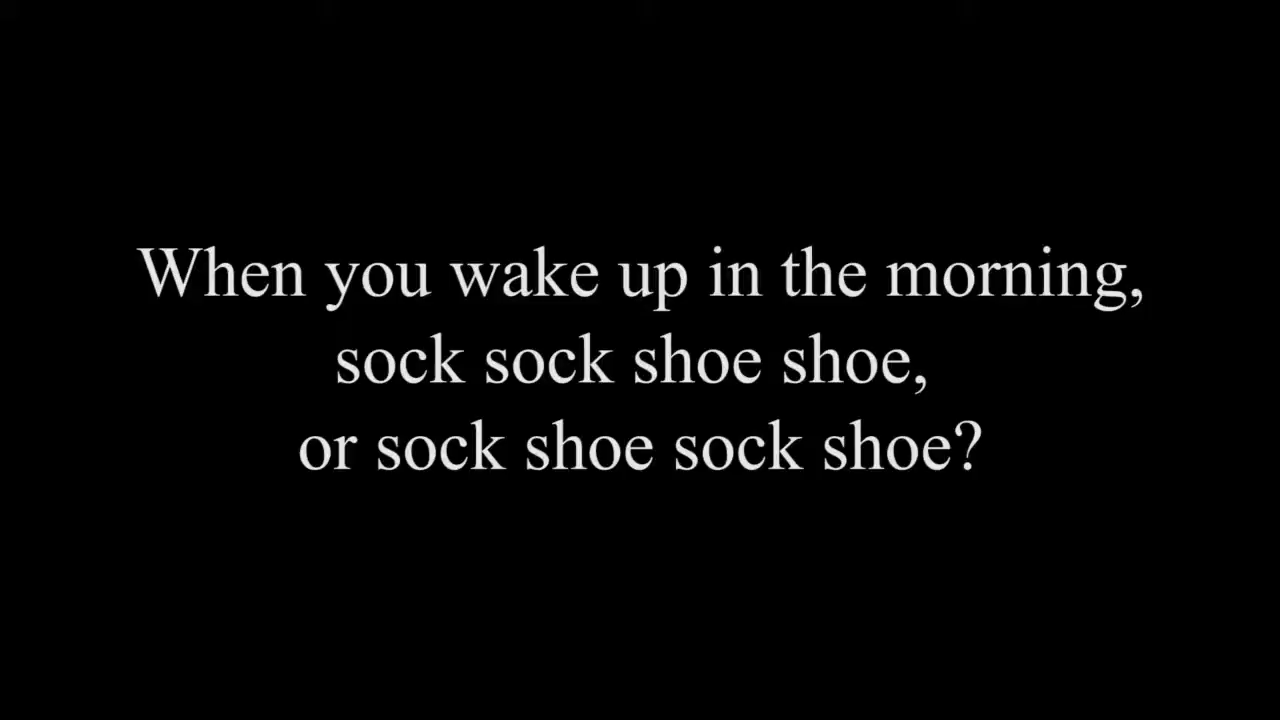 When you wake up in the morning,
sock sock shoe shoe,
or sock shoe sock shoe?